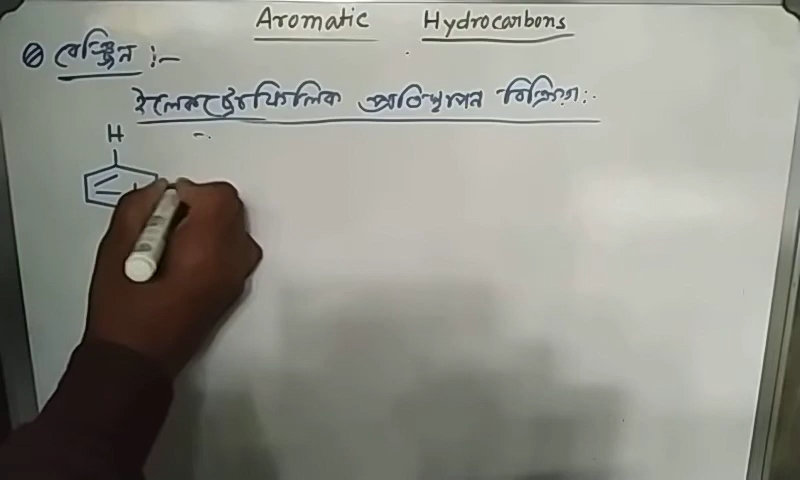 Aromatic Hydrocarbons
বেঞ্জিন :-
ইলেকট্রোফিলিক প্রতিস্থাপন বিক্রিয়া :-
H